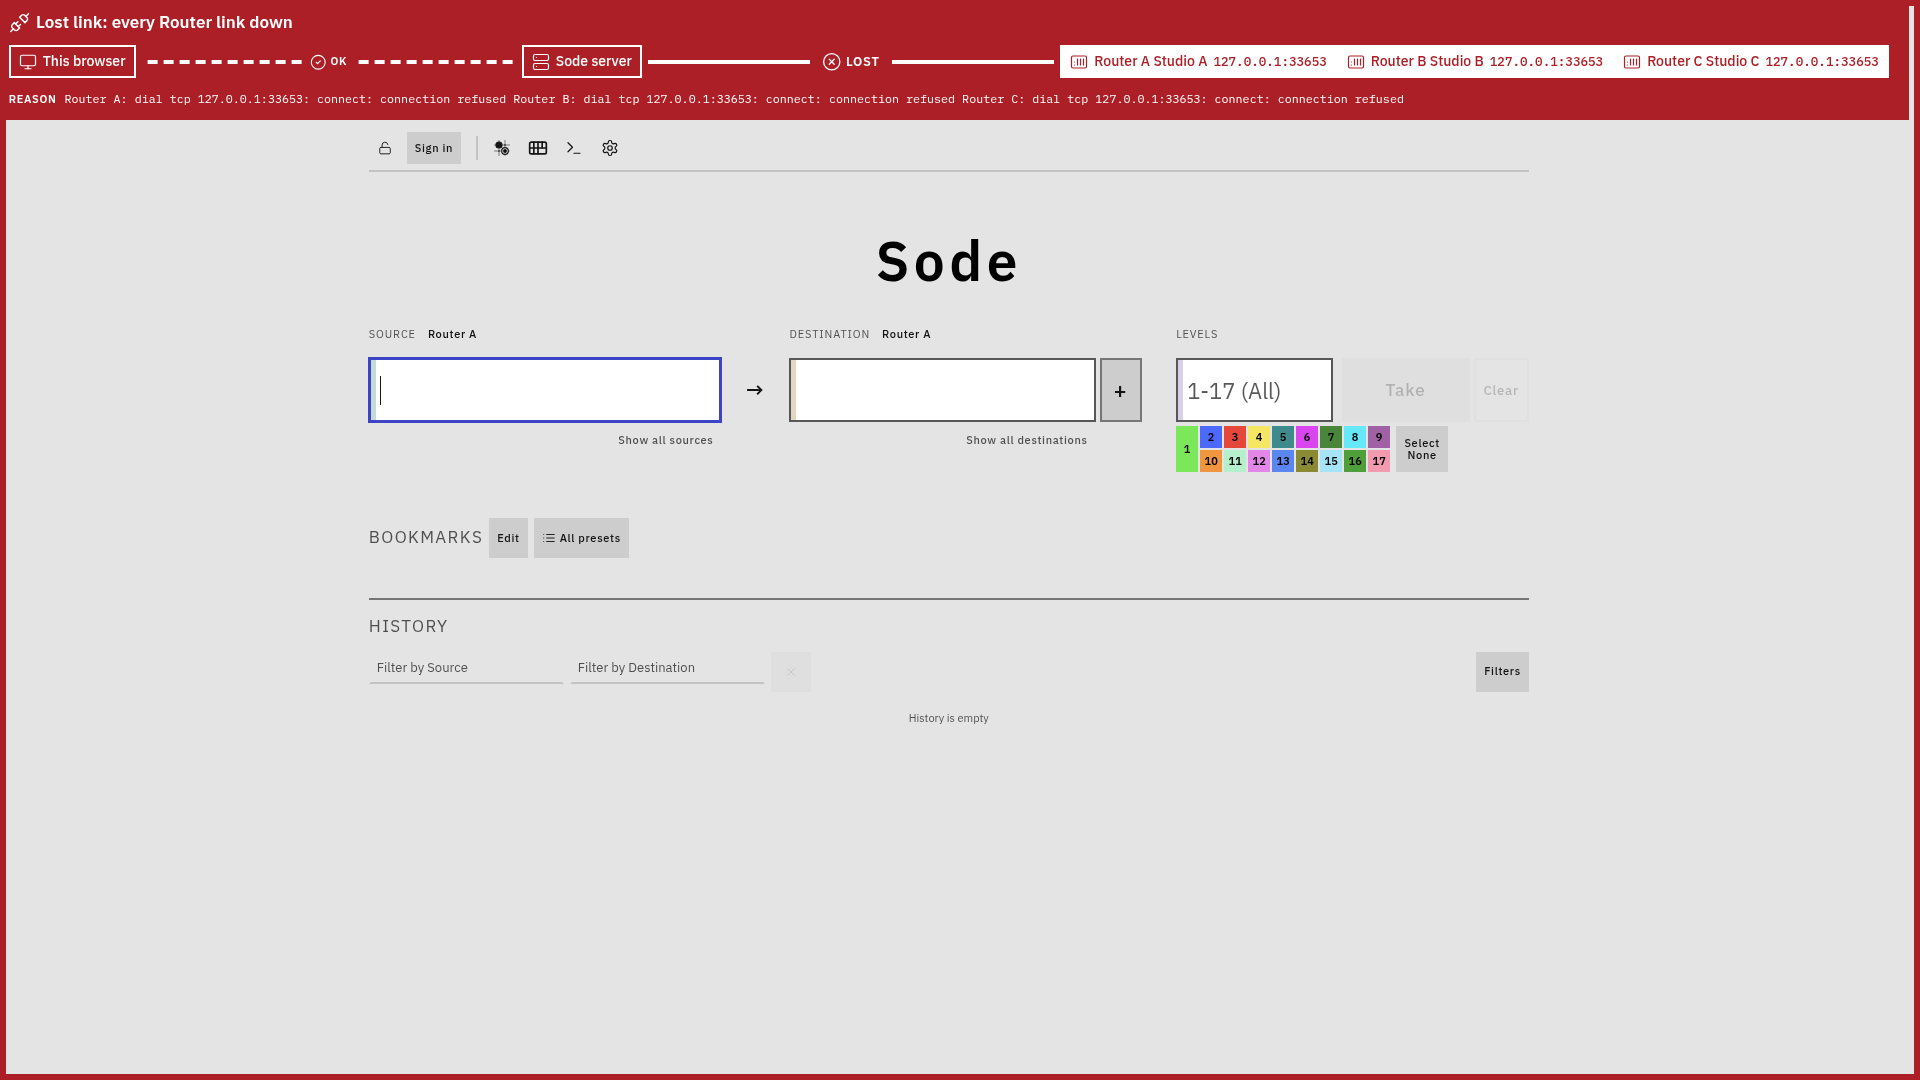 Lost link: every Router link down
This browser OK Sode server LOST Router A Studio A 127.0.0.1:33653 Router B Studio B 127.0.0.1:33653 Router C Studio C 127.0.0.1:33653
REASON Router A: dial tcp 127.0.0.1:33653: connect: connection refused Router B: dial tcp 127.0.0.1:33653: connect: connection refused Router C: dial tcp 127.0.0.1:33653: connect: connection refused
Sign in
Sode
SOURCE Router A DESTINATION Router A LEVELS
→ + 1-17 (All) Take Clear
Show all sources Show all destinations
1 2 3 4 5 6 7 8 9
10 11 12 13 14 15 16 17
Select
None
BOOKMARKS Edit All presets
HISTORY
Filter by Source Filter by Destination Filters
History is empty